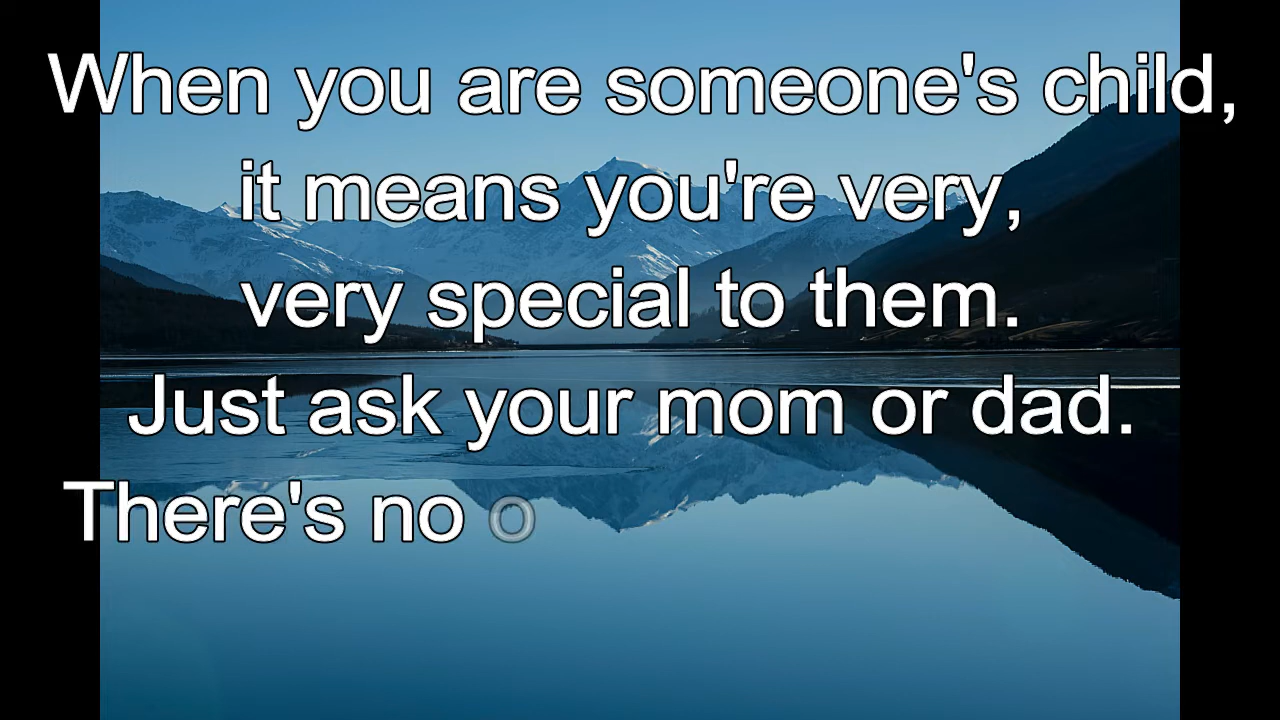 When you are someone's child,
it means you're very,
very special to them.
Just ask your mom or dad.
There's no o